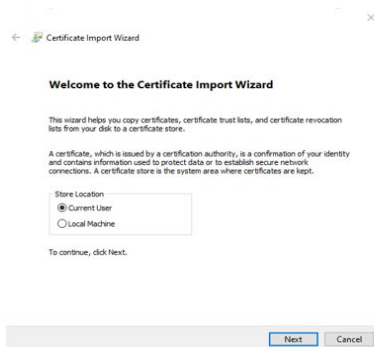 Certificate Import Wizard
Welcome to the Certificate Import Wizard
This wizard helps you copy certificates, certificate trust lists, and certificate revocation
lists from your disk to a certificate store.
A certificate, which is issued by a certification authority, is a confirmation of your identity
and contains information used to protect data or to establish secure network
connections. A certificate store is the system area where certificates are kept.
Store Location
Current User
Local Machine
To continue, click Next.
Next Cancel